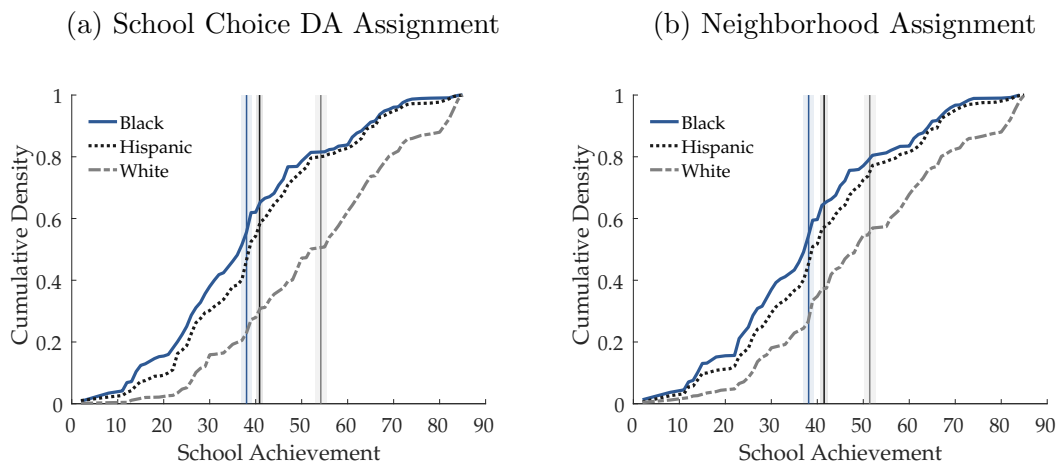 (a) School Choice DA Assignment
1
0.8
0.6
0.4
0.2
0
Cumulative Density
Black
Hispanic
White
0 10 20 30 40 50 60 70 80 90
School Achievement
(b) Neighborhood Assignment
1
0.8
0.6
0.4
0.2
0
Cumulative Density
Black
Hispanic
White
0 10 20 30 40 50 60 70 80 90
School Achievement